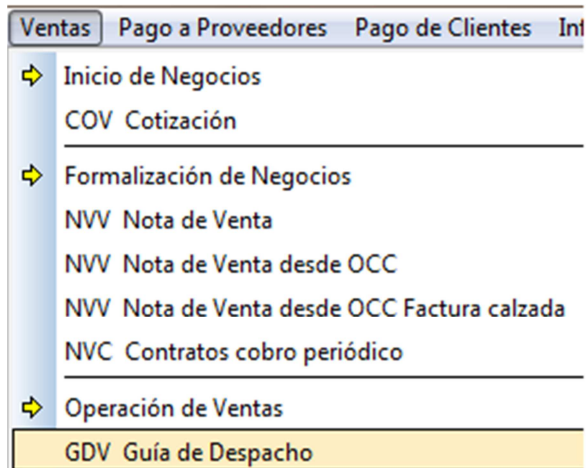 Ventas Pago a Proveedores Pago de Clientes
Inicio de Negocios
COV Cotización
Formalización de Negocios
NVV Nota de Venta
NVV Nota de Venta desde OCC
NVV Nota de Venta desde OCC Factura calzada
NVC Contratos cobro periódico
Operación de Ventas
GDV Guía de Despacho